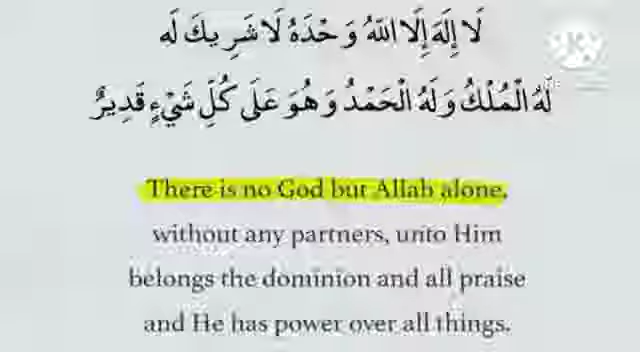 لَا إِلَهَ إِلَّا اللَّهُ وَحْدَهُ لَا شَرِيكَ لَه
لَهُ الْمُلْكُ وَلَهُ الْحَمْدُ وَهُوَ عَلَى كُلِّ شَيْءٍ قَدِيرٌ
There is no God but Allah alone,
without any partners, unto Him
belongs the dominion and all praise
and He has power over all things.